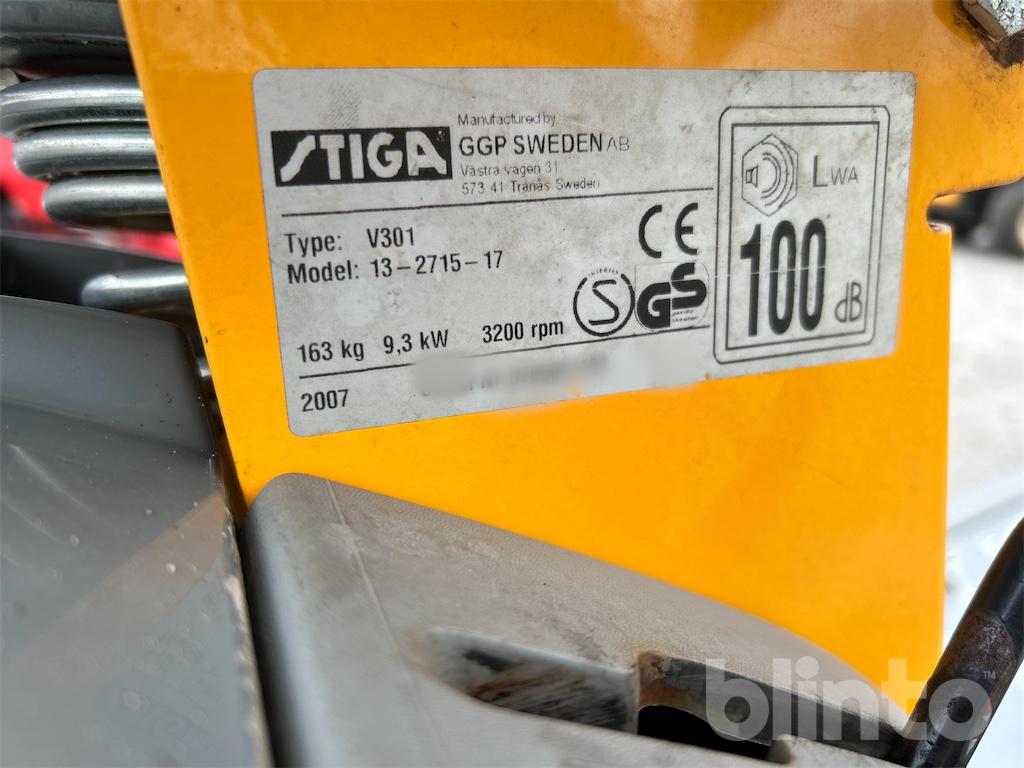 STIGA
Manufactured by
GGP SWEDEN AB
Västra vägen 31
573 41 Tranås Sweden
Type: V301
Model: 13-2715-17
CE
S
GS
163 kg 9,3 kW 3200 rpm
2007
LWA
100 dB
blinto™